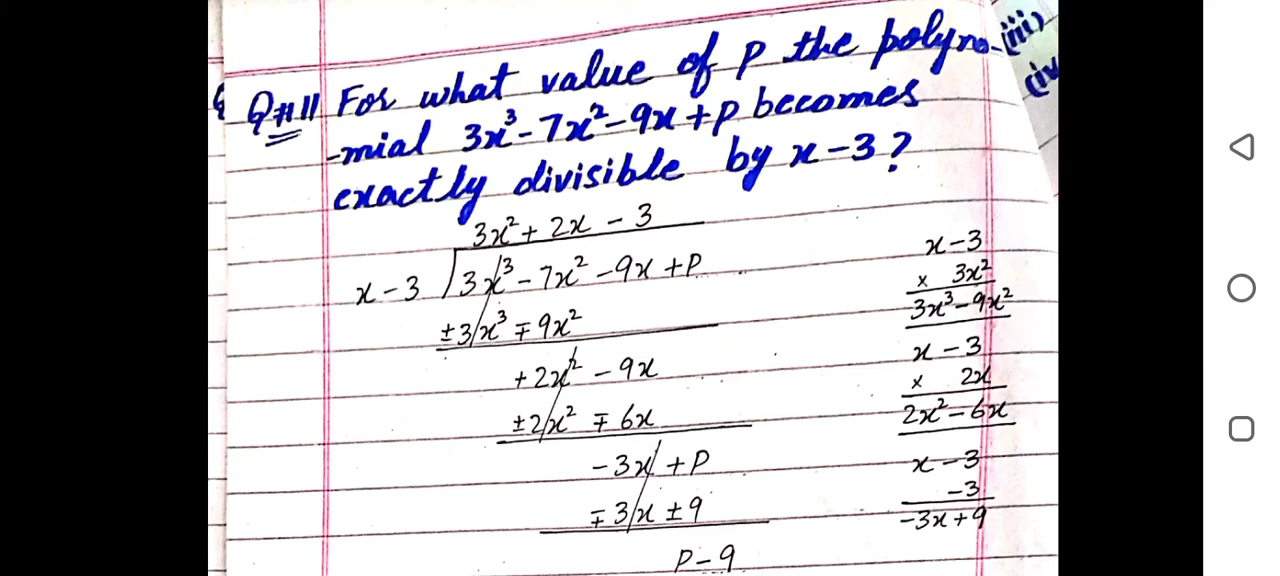 (iii)
(iv
Q#11 For what value of P the polyno-
-mial 3x³-7x²-9x+P becomes
exactly divisible by x-3?
3x² + 2x - 3
x-3 3x³-7x²-9x+P
±3x³∓9x²
+2x²-9x
±2x²∓6x
-3x+P
∓3x±9
P-9
x-3
× 3x²
3x³-9x²
x-3
× 2x
2x²-6x
x-3
-3
-3x+9